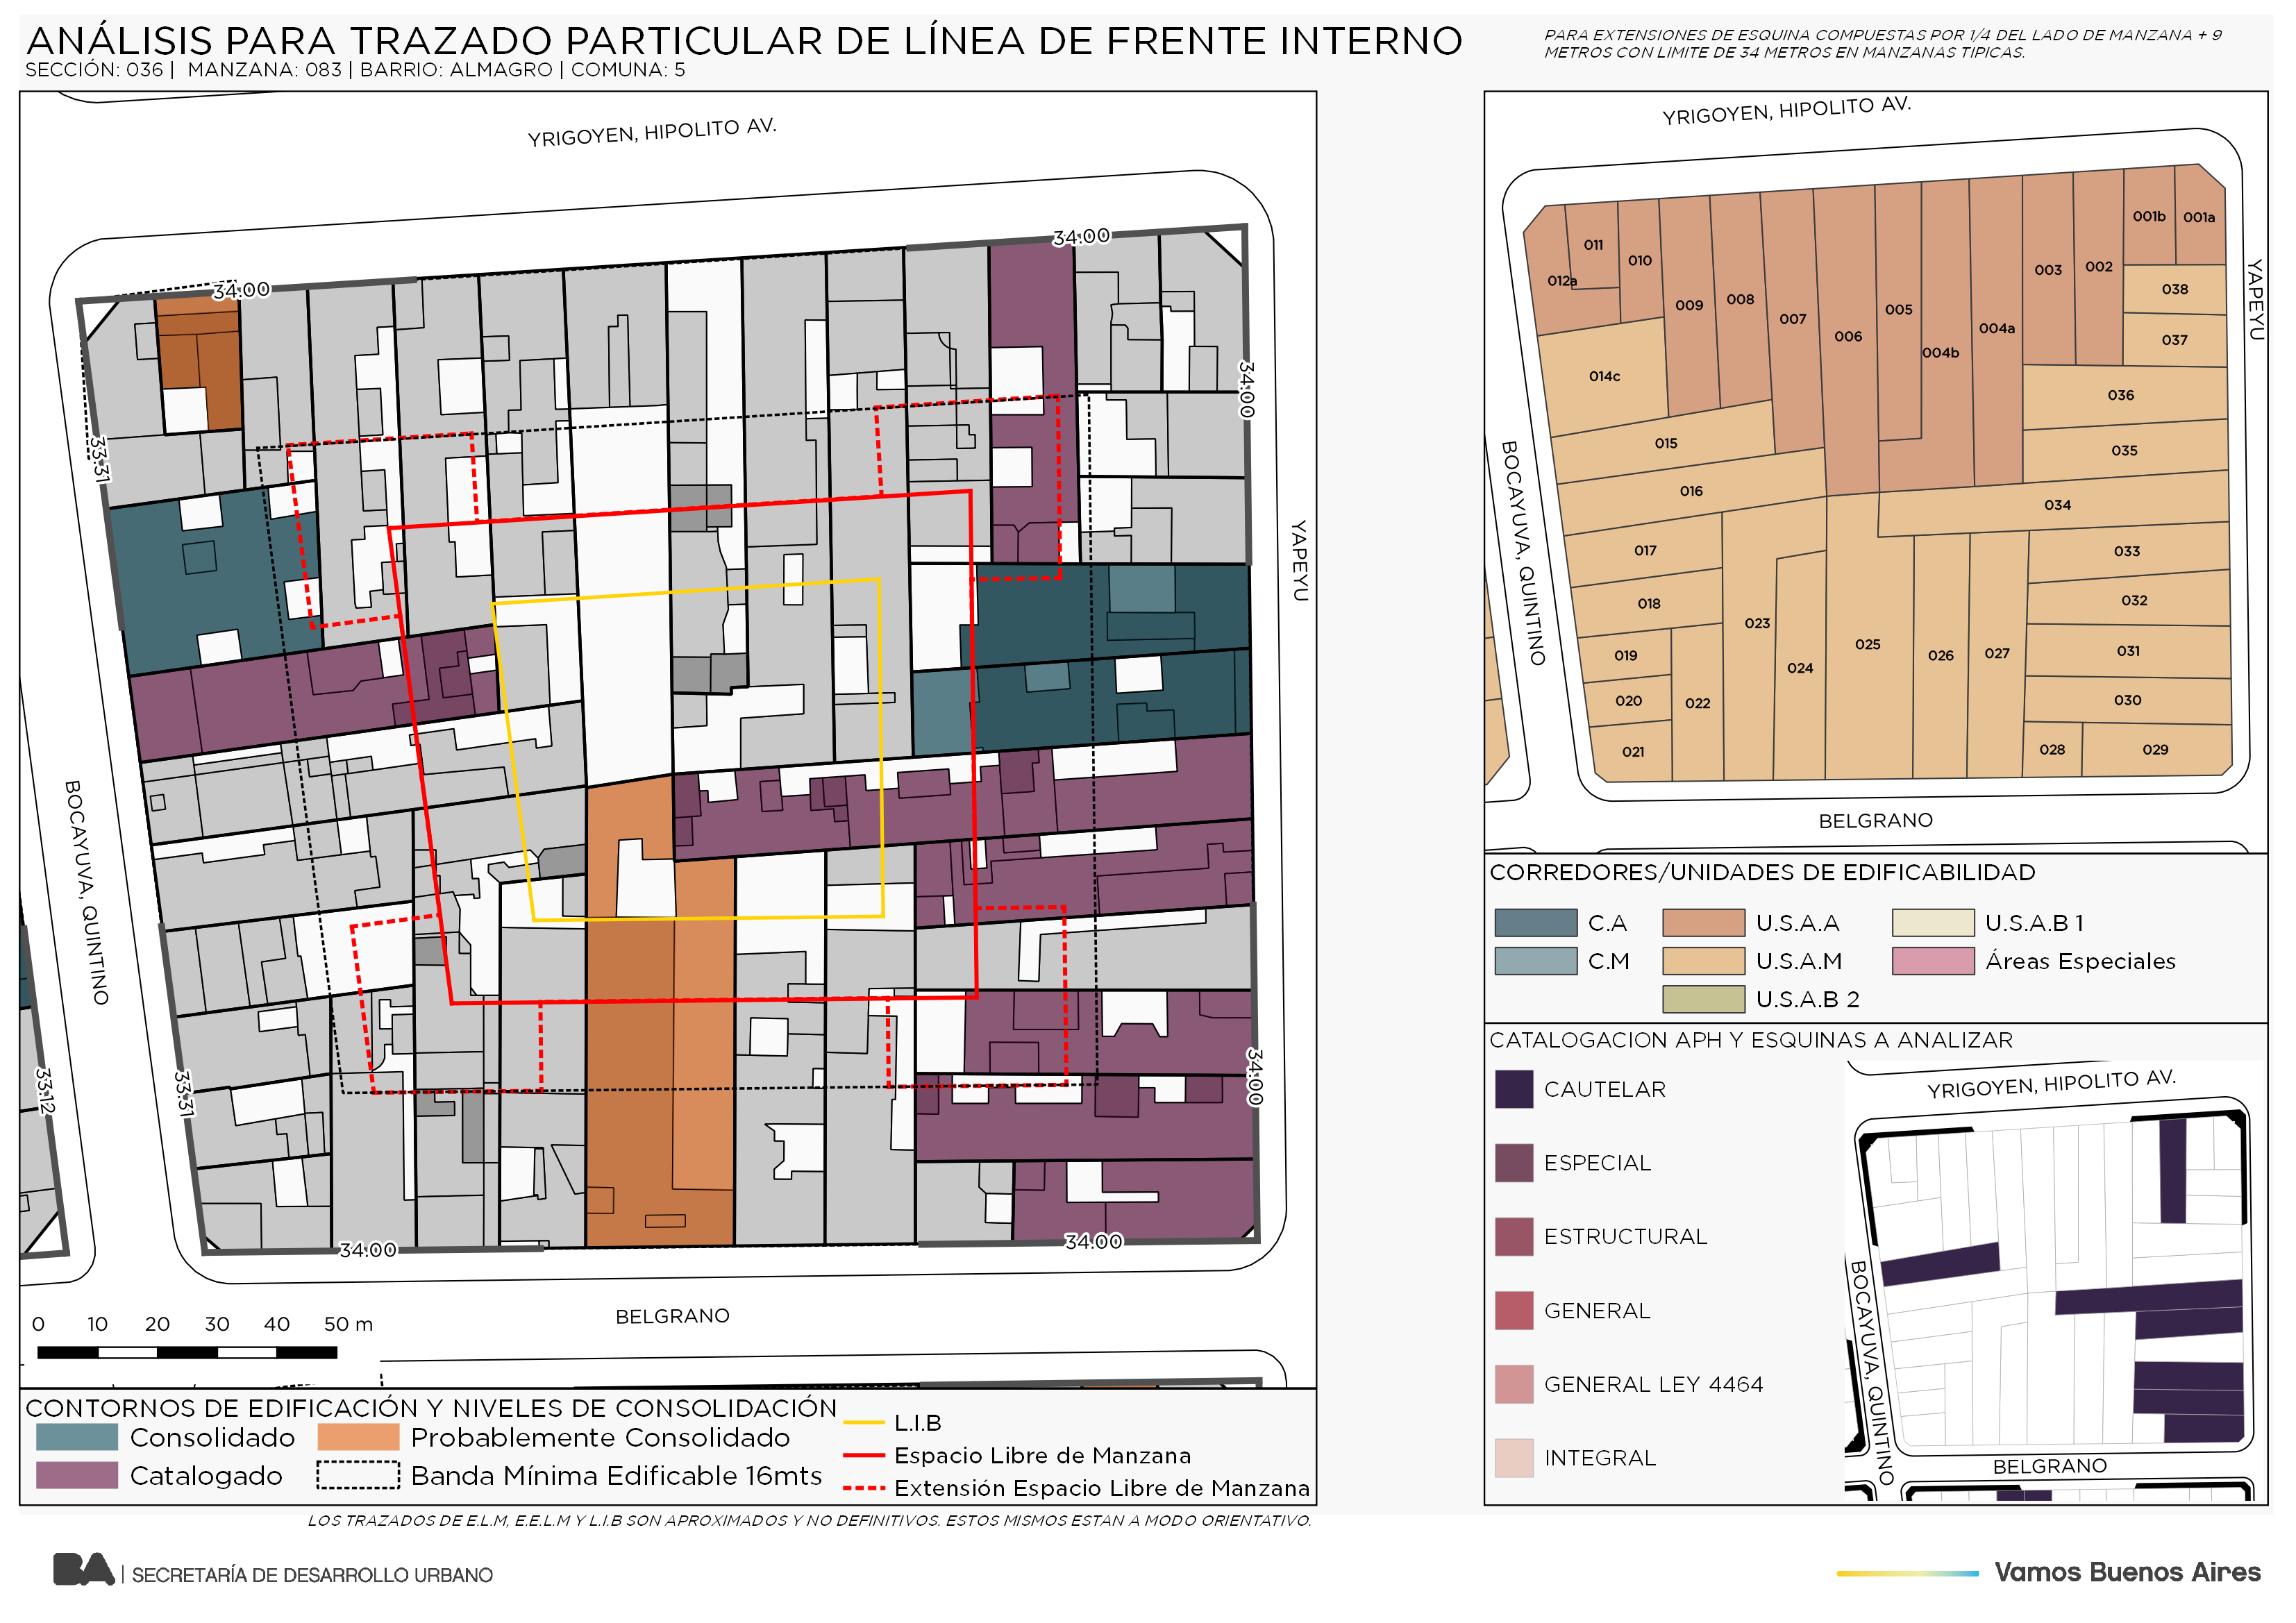 ANÁLISIS PARA TRAZADO PARTICULAR DE LÍNEA DE FRENTE INTERNO
SECCIÓN: 036 | MANZANA: 083 | BARRIO: ALMAGRO | COMUNA: 5
PARA EXTENSIONES DE ESQUINA COMPUESTAS POR 1/4 DEL LADO DE MANZANA + 9
METROS CON LIMITE DE 34 METROS EN MANZANAS TIPICAS.
YRIGOYEN, HIPOLITO AV.
34.00
34.00
34.00
33.31
YAPEYU
BOCAYUVA, QUINTINO
33.12
33.31
34.00
34.00
34.00
BELGRANO
0 10 20 30 40 50 m
CONTORNOS DE EDIFICACIÓN Y NIVELES DE CONSOLIDACIÓN
Consolidado
Probablemente Consolidado
Catalogado
Banda Mínima Edificable 16mts
L.I.B
Espacio Libre de Manzana
Extensión Espacio Libre de Manzana
YRIGOYEN, HIPOLITO AV.
YAPEYU
BOCAYUVA, QUINTINO
001b
001a
011
010
012a
003
002
038
009
008
007
006
005
004b
004a
037
014c
036
015
035
016
034
017
033
018
032
023
019
024
025
026
027
031
020
022
030
021
028
029
BELGRANO
CORREDORES/UNIDADES DE EDIFICABILIDAD
C.A
U.S.A.A
U.S.A.B 1
C.M
U.S.A.M
Áreas Especiales
U.S.A.B 2
CATALOGACION APH Y ESQUINAS A ANALIZAR
CAUTELAR
ESPECIAL
ESTRUCTURAL
GENERAL
GENERAL LEY 4464
INTEGRAL
YRIGOYEN, HIPOLITO AV.
BOCAYUVA, QUINTINO
BELGRANO
LOS TRAZADOS DE E.L.M, E.E.L.M Y L.I.B SON APROXIMADOS Y NO DEFINITIVOS. ESTOS MISMOS ESTAN A MODO ORIENTATIVO.
BA | SECRETARÍA DE DESARROLLO URBANO
Vamos Buenos Aires